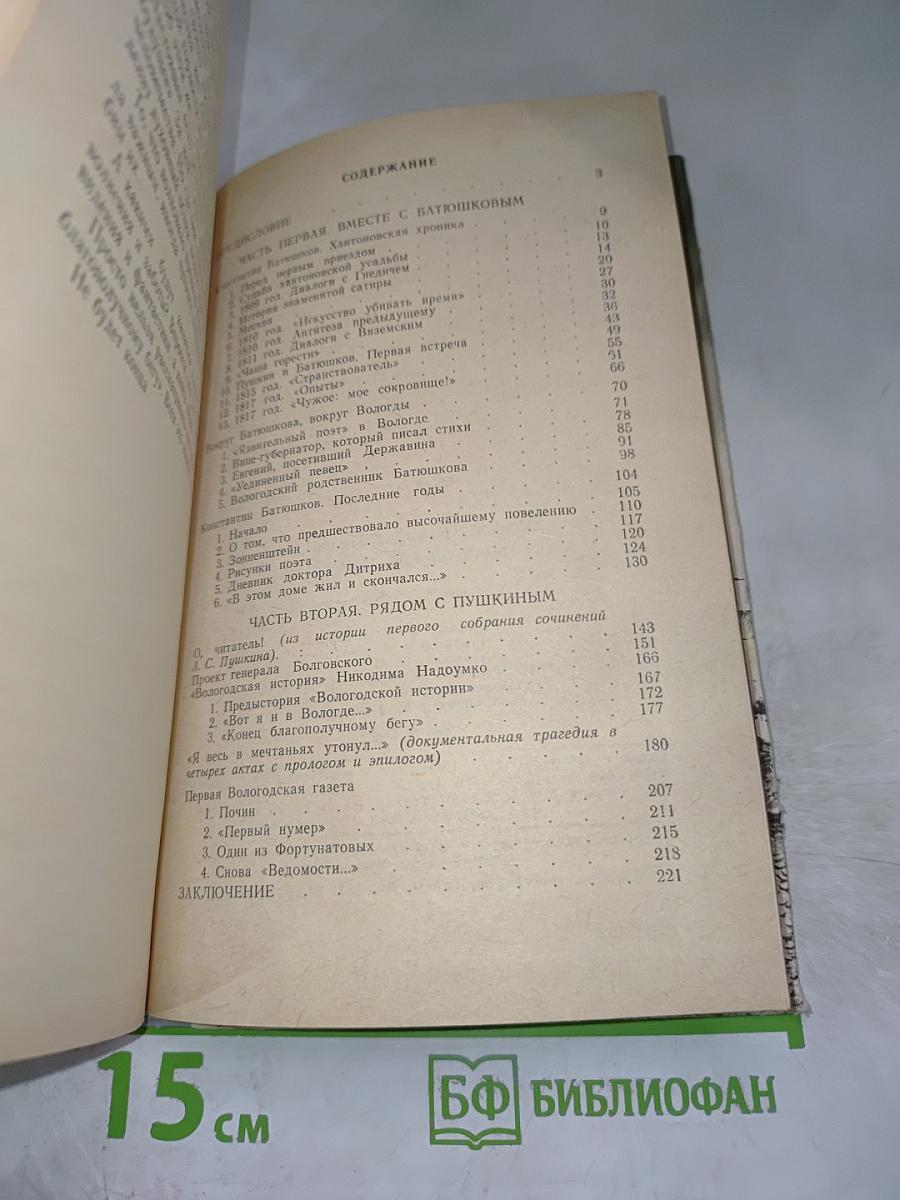 СОДЕРЖАНИЕ
ПРЕДИСЛОВИЕ . . . . . . . 3
ЧАСТЬ ПЕРВАЯ. ВМЕСТЕ С БАТЮШКОВЫМ
Константин Батюшков. Хантоновская хроника . . . 9
1. Перед первым приездом . . . 10
2. Судьба хантоновской усадьбы . . . 13
3. 1809 год. Диалоги с Гнедичем . . . 14
4. История знаменитой сатиры . . . 20
5. Москва . . . 27
6. 1810 год. «Искусство убивать время» . . . 30
7. 1810 год. Антитеза предыдущему . . . 32
8. 1811 год. Диалоги с Вяземским . . . 36
9. «Чаша горести» . . . 43
10. Пушкин и Батюшков. Первая встреча . . . 49
11. 1815 год. «Странствователь» . . . 55
12. 1817 год. «Опыты» . . . 61
13. 1817 год. «Чужое: мое сокровище!» . . . 66
Вокруг Батюшкова, вокруг Вологды . . . 70
1. «Язвительный поэт» в Вологде . . . 71
2. Вице-губернатор, который писал стихи . . . 78
3. Евгений, посетивший Державина . . . 85
4. «Уединенный певец» . . . 91
5. Вологодский родственник Батюшкова . . . 98
Константин Батюшков. Последние годы . . . 104
1. Начало . . . 105
2. О том, что предшествовало высочайшему повелению . 110
3. Зонненштейн . . . 117
4. Рисунки поэта . . . 120
5. Дневник доктора Дитриха . . . 124
6. «В этом доме жил и скончался...» . . . 130
ЧАСТЬ ВТОРАЯ. РЯДОМ С ПУШКИНЫМ
О, читатель! (из истории первого собрания сочинений
А. С. Пушкина). . . . 143
Проект генерала Болговского . . . 151
«Вологодская история» Никодима Надоумко . . . 166
1. Предыстория «Вологодской истории» . . . 167
2. «Вот я и в Вологде...» . . . 172
3. «Конец благополучному бегу» . . . 177
«Я весь в мечтаньях утонул...» (документальная трагедия в
четырех актах с прологом и эпилогом) . . . 180
Первая Вологодская газета
1. Почин . . . 207
2. «Первый нумер» . . . 211
3. Один из Фортунатовых . . . 215
4. Снова «Ведомости...» . . . 218
ЗАКЛЮЧЕНИЕ . . . 221
15 см
БФ БИБЛИОФАН